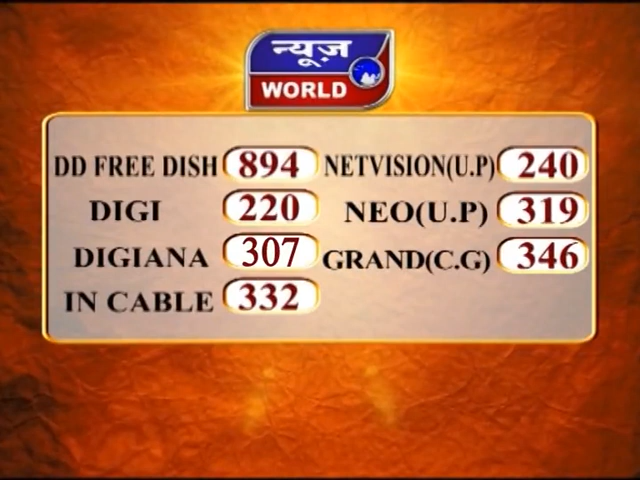 न्यूज़
WORLD
DD FREE DISH 894 NETVISION(U.P) 240
DIGI 220 NEO(U.P) 319
DIGIANA 307 GRAND(C.G) 346
IN CABLE 332